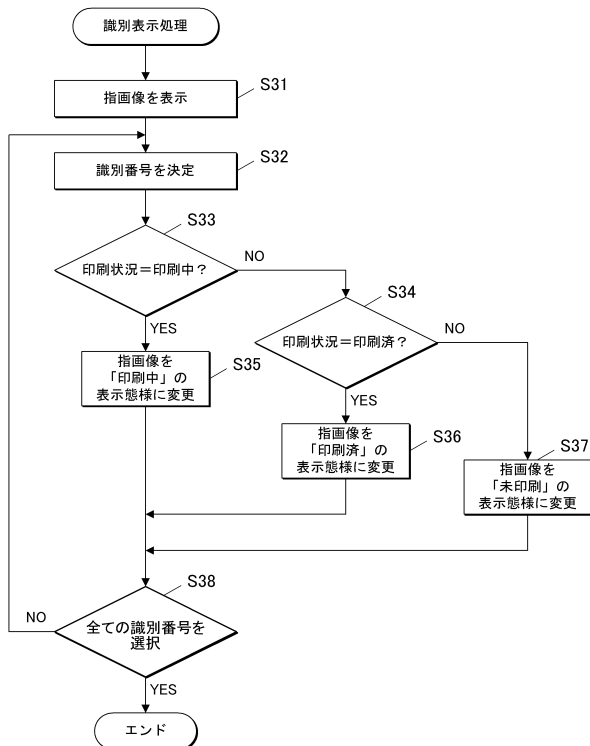 識別表示処理
指画像を表示
S31
識別番号を決定
S32
S33
印刷状況＝印刷中？
NO
YES
S34
印刷状況＝印刷済？
NO
YES
指画像を
「印刷中」の
表示態様に変更
S35
指画像を
「印刷済」の
表示態様に変更
S36
指画像を
「未印刷」の
表示態様に変更
S37
S38
全ての識別番号を
選択
NO
YES
エンド